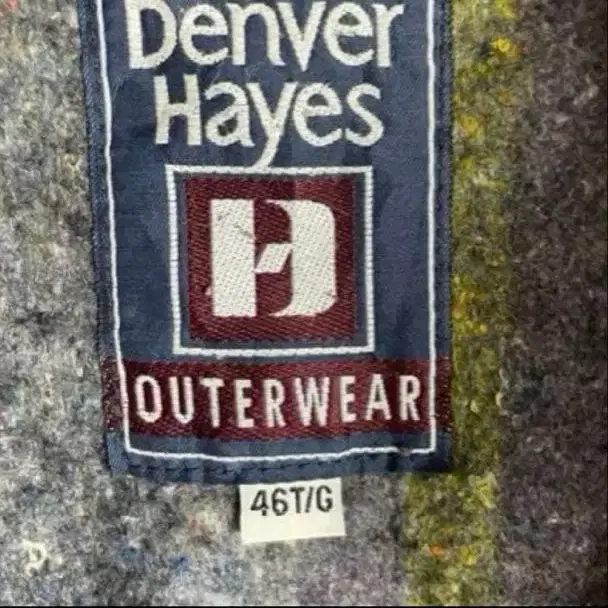 Denver
Hayes
OUTERWEAR
46T/G